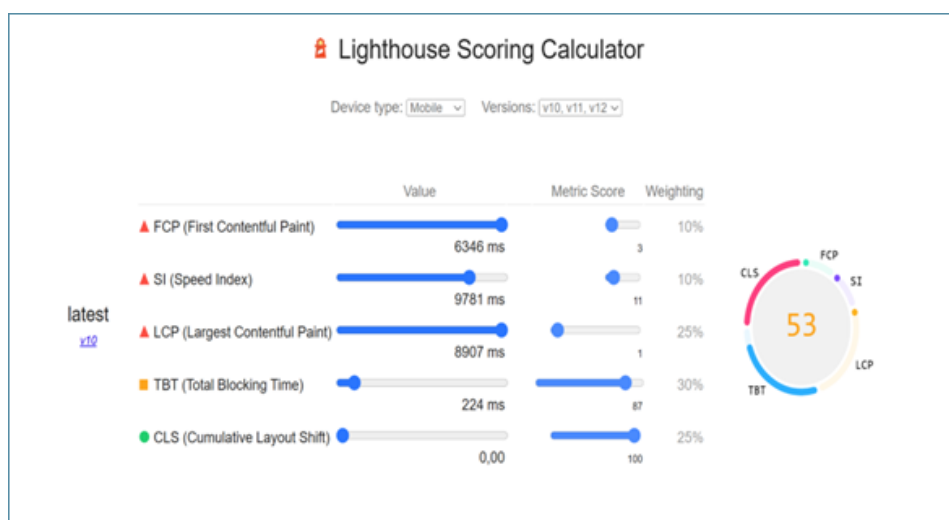 Lighthouse Scoring Calculator
Device type: Mobile Versions: v10, v11, v12
Value Metric Score Weighting
FCP (First Contentful Paint) 10%
6346 ms 3
SI (Speed Index) 10%
9781 ms 11
latest
v10
LCP (Largest Contentful Paint) 25%
8907 ms 1
TBT (Total Blocking Time) 30%
224 ms 87
CLS (Cumulative Layout Shift) 25%
0,00 100
FCP
CLS
SI
53
LCP
TBT